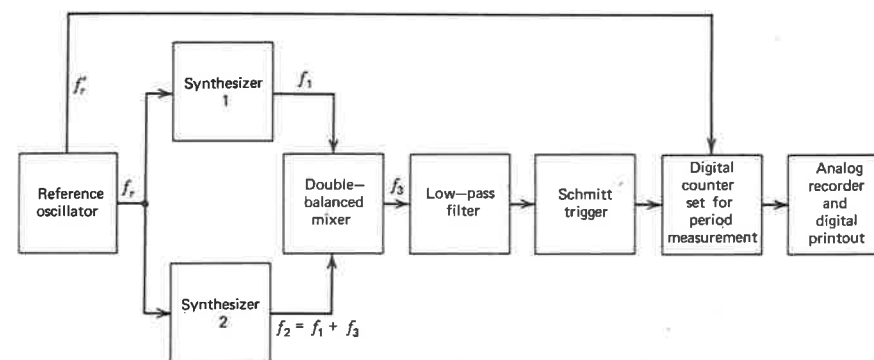 Synthesizer
1
f₁
f′ᵣ
Reference
oscillator
fᵣ
Double–
balanced
mixer
f₃
Low–pass
filter
Schmitt
trigger
Digital
counter
set for
period
measurement
Analog
recorder
and
digital
printout
Synthesizer
2
f₂ = f₁ + f₃